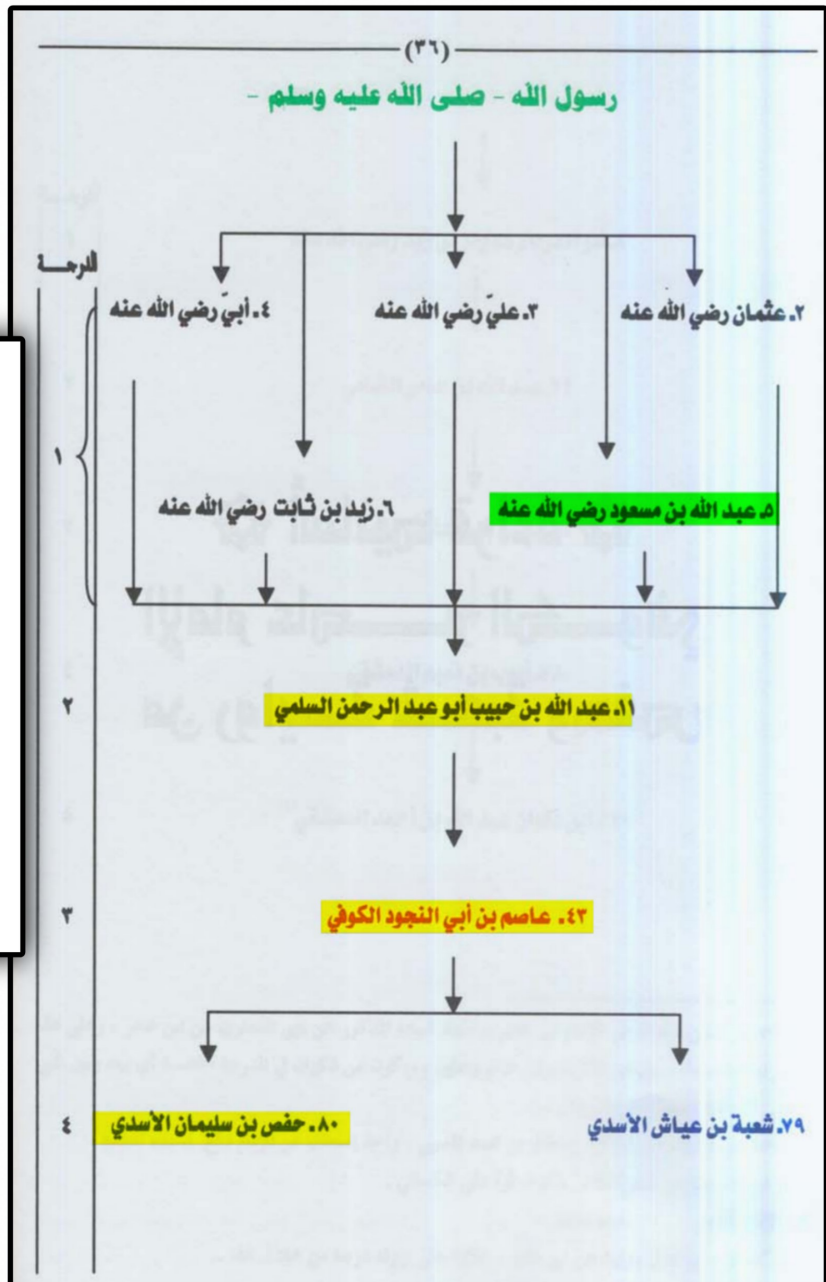 (٣٦)
رسول الله - صلى الله عليه وسلم -
الدرجــة
٢. عثمان رضي الله عنه
٣. عليّ رضي الله عنه
٤. أبيّ رضي الله عنه
١
٥. عبد الله بن مسعود رضي الله عنه
٦. زيد بن ثابت رضي الله عنه
١١. عبد الله بن حبيب أبو عبد الرحمن السلمي
٢
٤٣. عاصم بن أبي النجود الكوفي
٣
٧٩. شعبة بن عياش الأسدي
٨٠. حفص بن سليمان الأسدي
٤